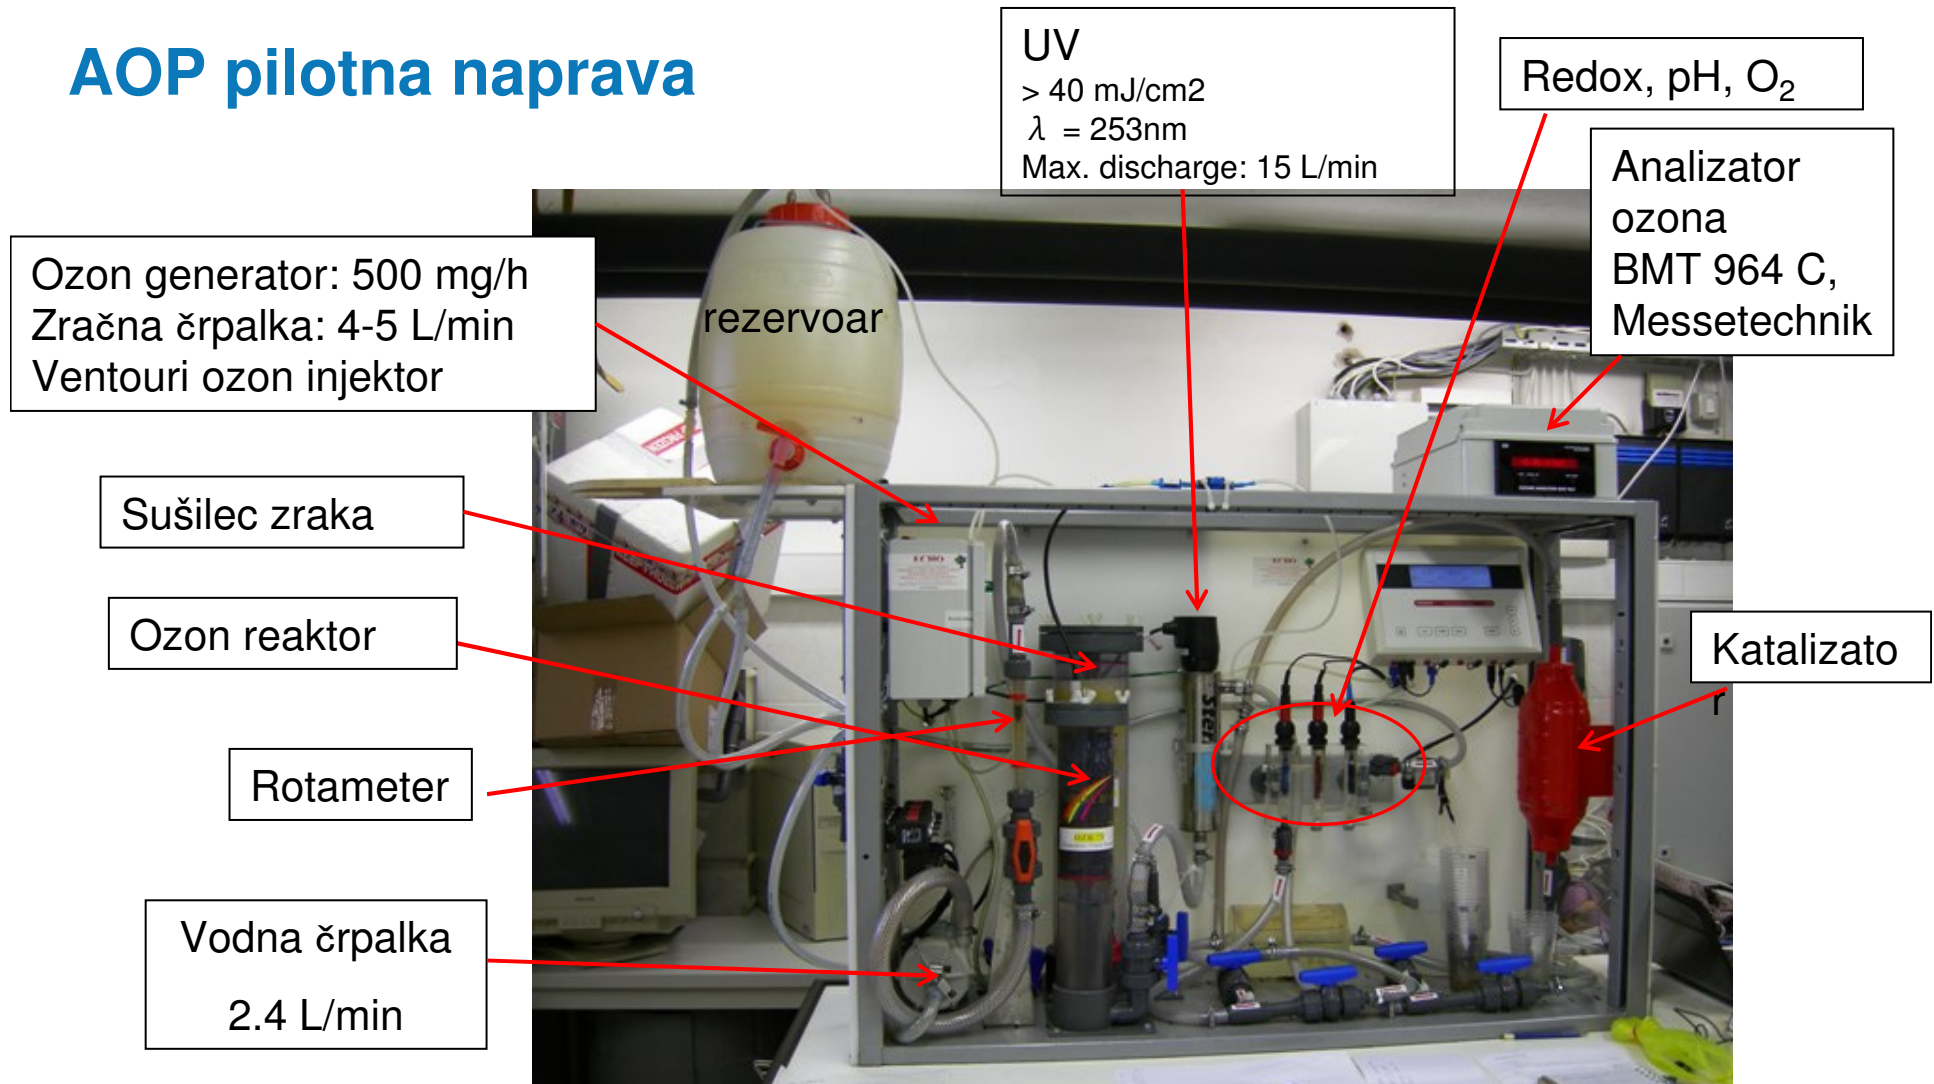 AOP pilotna naprava
UV
> 40 mJ/cm2
λ = 253nm
Max. discharge: 15 L/min
Redox, pH, O₂
Analizator
ozona
BMT 964 C,
Messetechnik
Ozon generator: 500 mg/h
Zračna črpalka: 4-5 L/min
Ventouri ozon injektor
rezervoar
Sušilec zraka
Ozon reaktor
Katalizato
r
Rotameter
Vodna črpalka
2.4 L/min